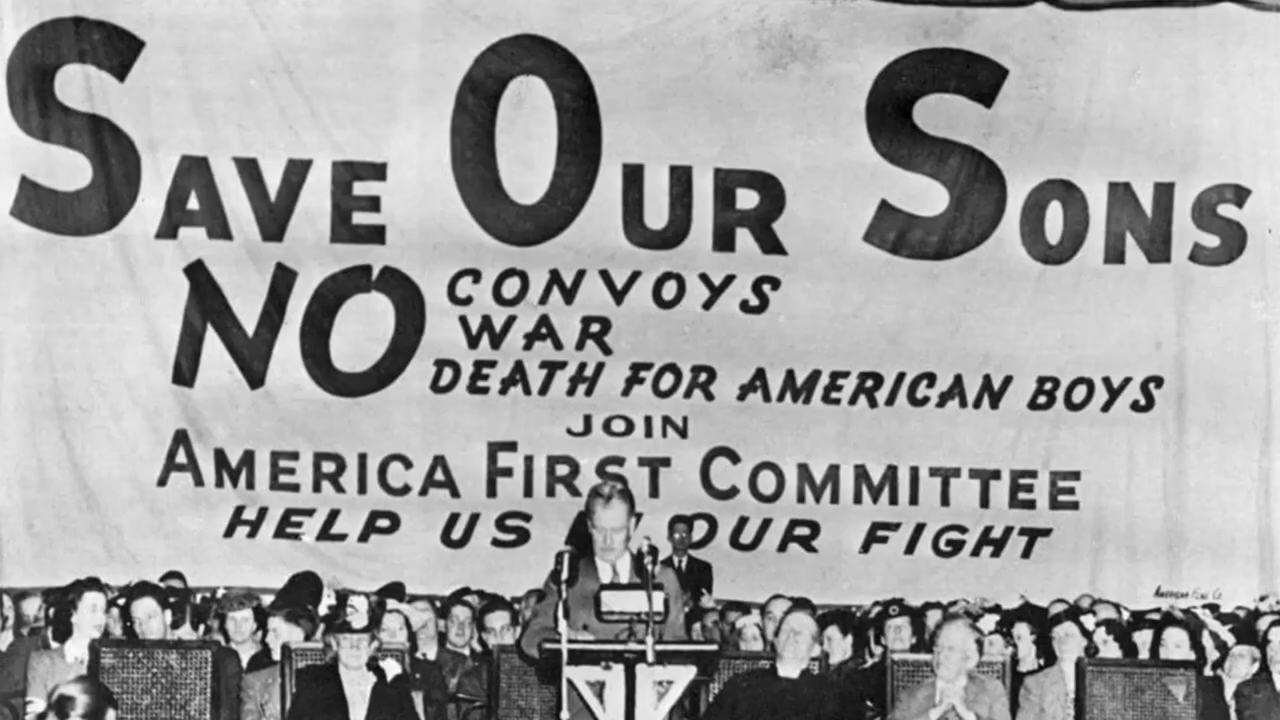 SAVE OUR SONS
NO CONVOYS
WAR
DEATH FOR AMERICAN BOYS
JOIN
AMERICA FIRST COMMITTEE
HELP US OUR FIGHT